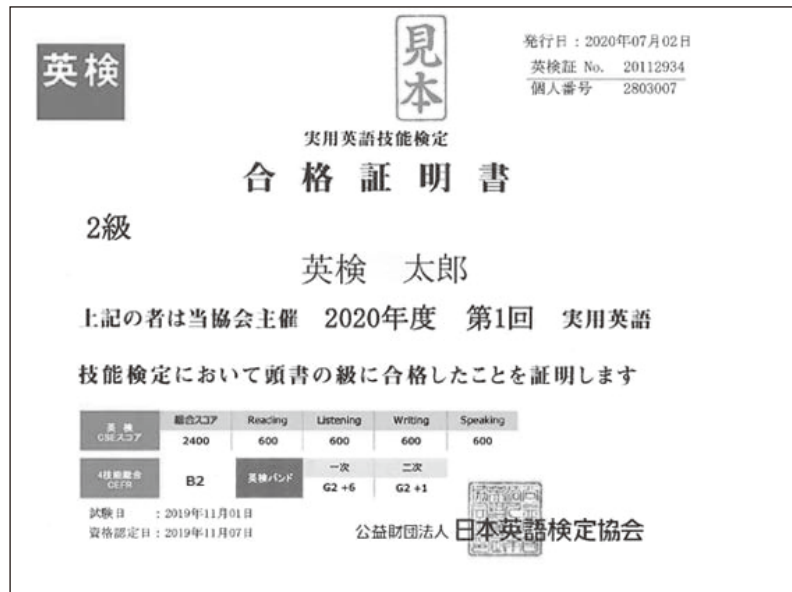 英検
見本
発行日：2020年07月02日
英検証 No. 20112934
個人番号 2803007
実用英語技能検定
合格証明書
2級
英検 太郎
上記の者は当協会主催 2020年度 第1回 実用英語
技能検定において頭書の級に合格したことを証明します
英検 CSEスコア
総合スコア Reading Listening Writing Speaking
2400 600 600 600 600
4技能総合 CEFR
B2
英検バンド
一次 二次
G2 +6 G2 +1
試験日 ：2019年11月01日
資格認定日：2019年11月07日
公益財団法人 日本英語検定協会